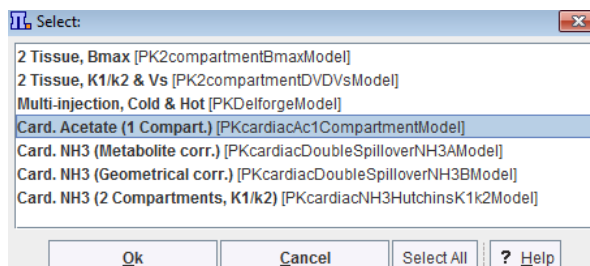 Select:
2 Tissue, Bmax [PK2compartmentBmaxModel]
2 Tissue, K1/k2 & Vs [PK2compartmentDVDVsModel]
Multi-injection, Cold & Hot [PKDelforgeModel]
Card. Acetate (1 Compart.) [PKcardiacAc1CompartmentModel]
Card. NH3 (Metabolite corr.) [PKcardiacDoubleSpilloverNH3AModel]
Card. NH3 (Geometrical corr.) [PKcardiacDoubleSpilloverNH3BModel]
Card. NH3 (2 Compartments, K1/k2) [PKcardiacNH3HutchinsK1k2Model]
Ok Cancel Select All ? Help